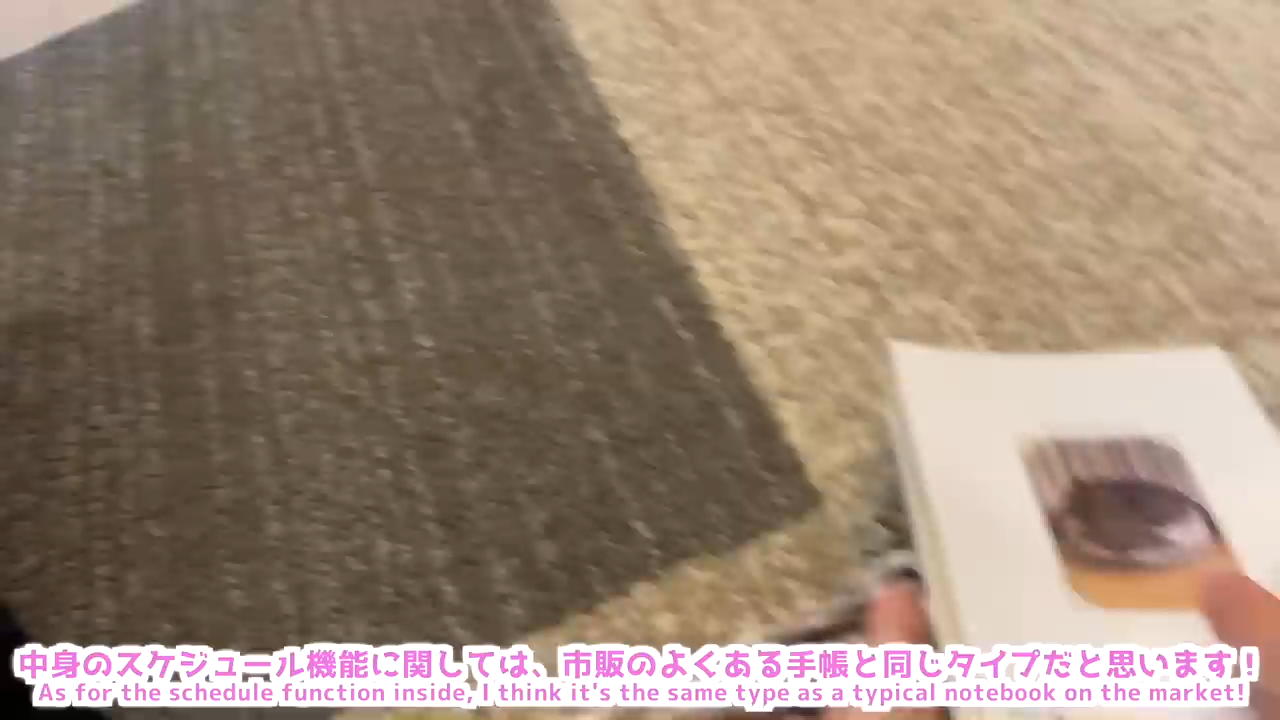 中身のスケジュール機能に関しては、市販のよくある手帳と同じタイプだと思います！
As for the schedule function inside, I think it's the same type as a typical notebook on the market!